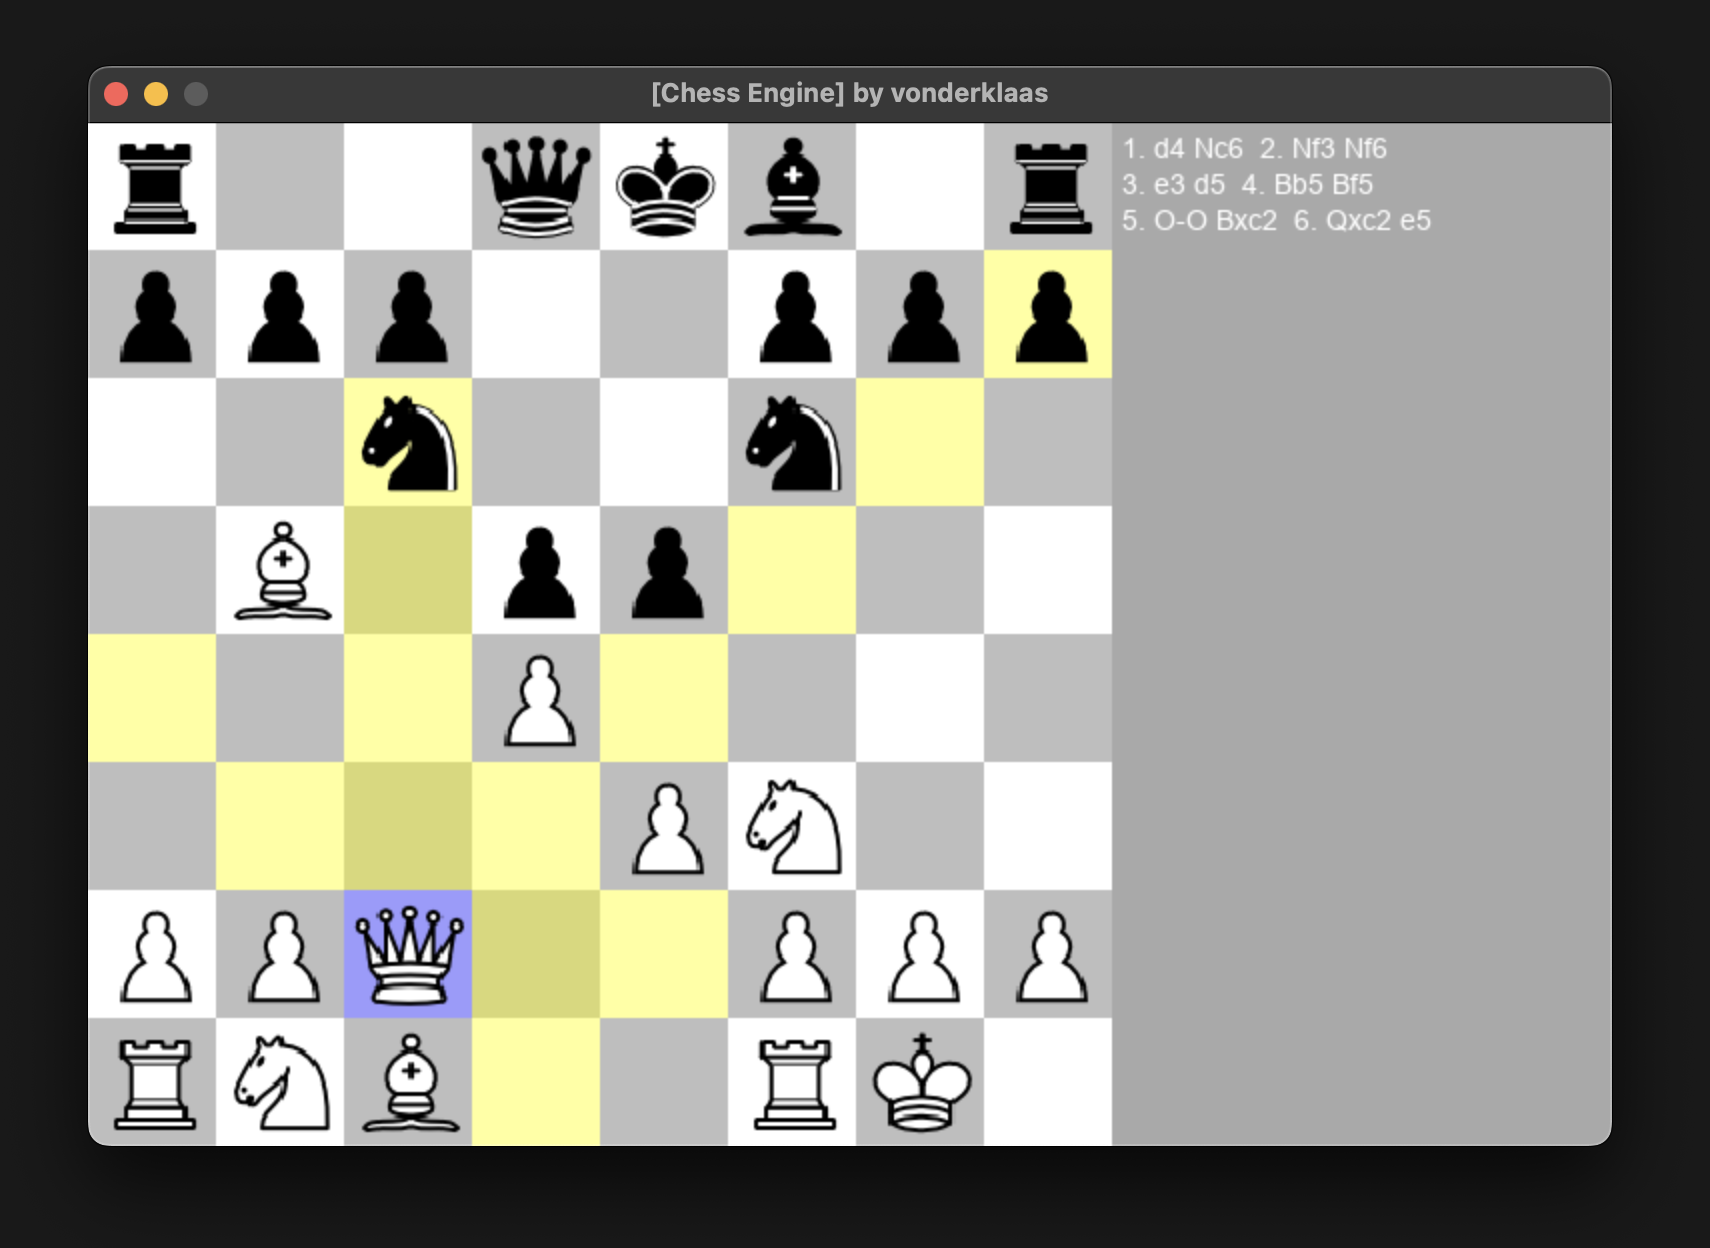 [Chess Engine] by vonderklaas
1. d4 Nc6  2. Nf3 Nf6
3. e3 d5  4. Bb5 Bf5
5. O-O Bxc2  6. Qxc2 e5